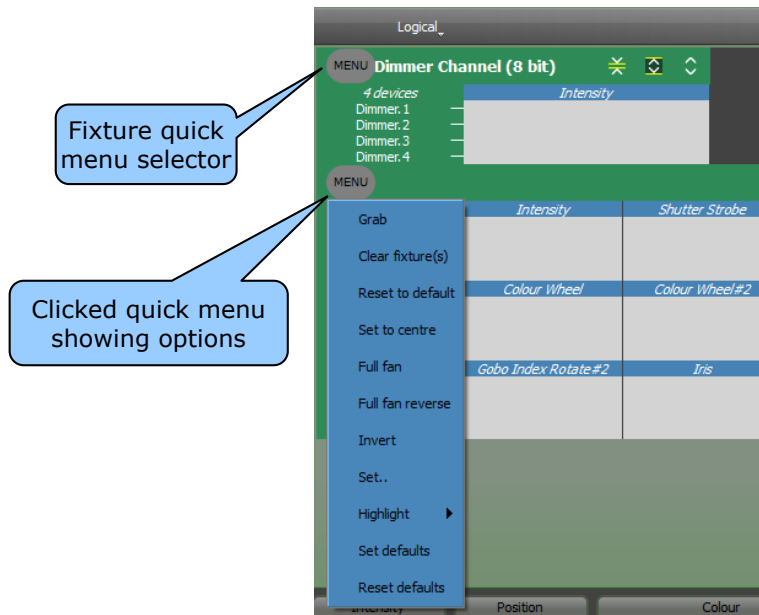 Logical
MENU Dimmer Channel (8 bit)
4 devices Intensity
Dimmer.1
Dimmer.2
Dimmer.3
Dimmer.4
Fixture quick
menu selector
MENU
Intensity Shutter Strobe
Grab
Clear fixture(s)
Reset to default Colour Wheel Colour Wheel#2
Clicked quick menu
showing options
Set to centre
Full fan Gobo Index Rotate#2 Iris
Full fan reverse
Invert
Set..
Highlight
Set defaults
Reset defaults
Intensity Position Colour